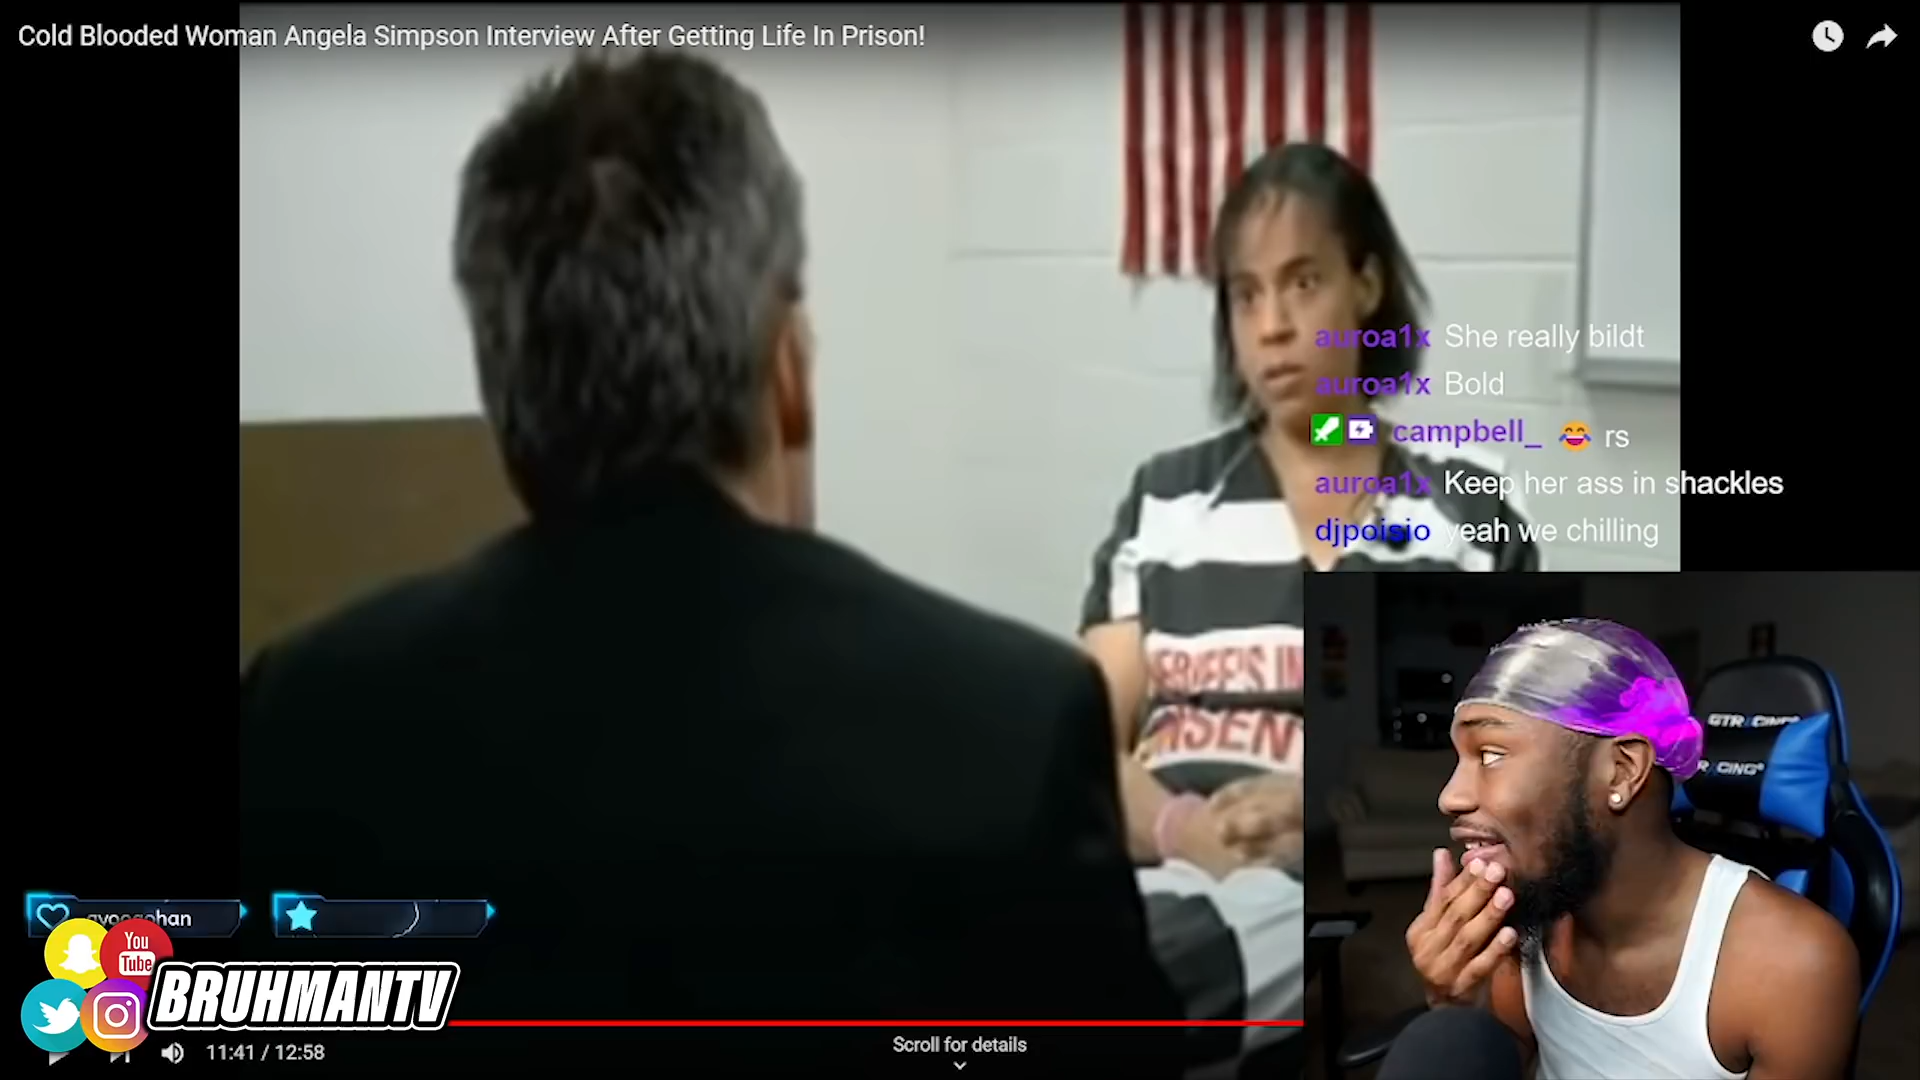 Cold Blooded Woman Angela Simpson Interview After Getting Life In Prison!
auroa1x She really bildt
auroa1x Bold
campbell_ 😂 rs
auroa1x Keep her ass in shackles
djpoisio yeah we chilling
GTRACING
RACING
You
Tube
BRUHMANTV
11:41 / 12:58
Scroll for details